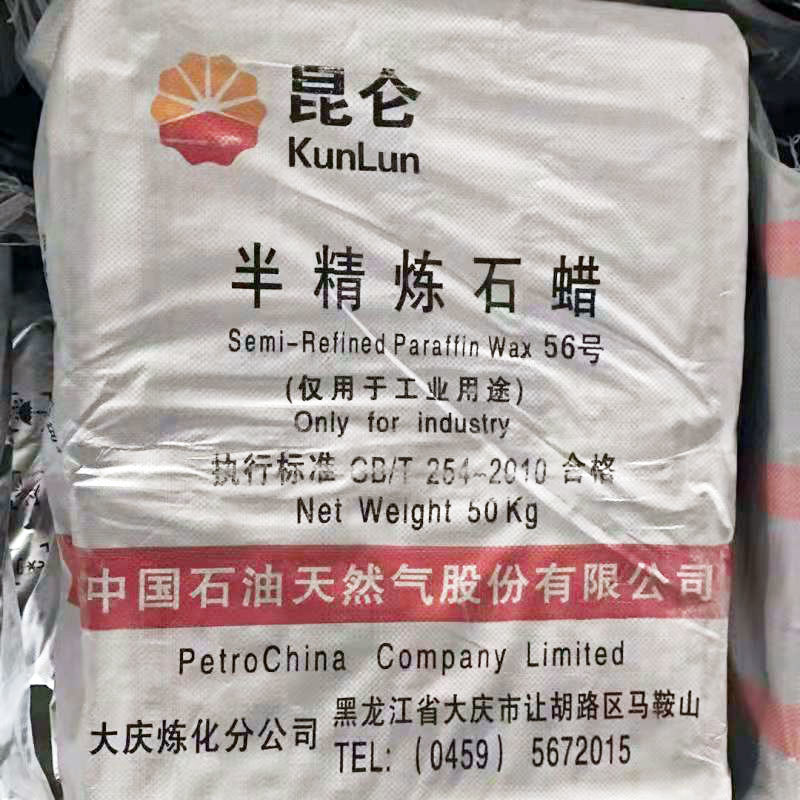 昆仑
KunLun
半精炼石蜡
Semi-Refined Paraffin Wax 56号
(仅用于工业用途)
Only for industry
执行标准 GB/T 254-2010 合格
Net Weight 50Kg
中国石油天然气股份有限公司
PetroChina Company Limited
大庆炼化分公司
黑龙江省大庆市让胡路区马鞍山
TEL: (0459) 5672015